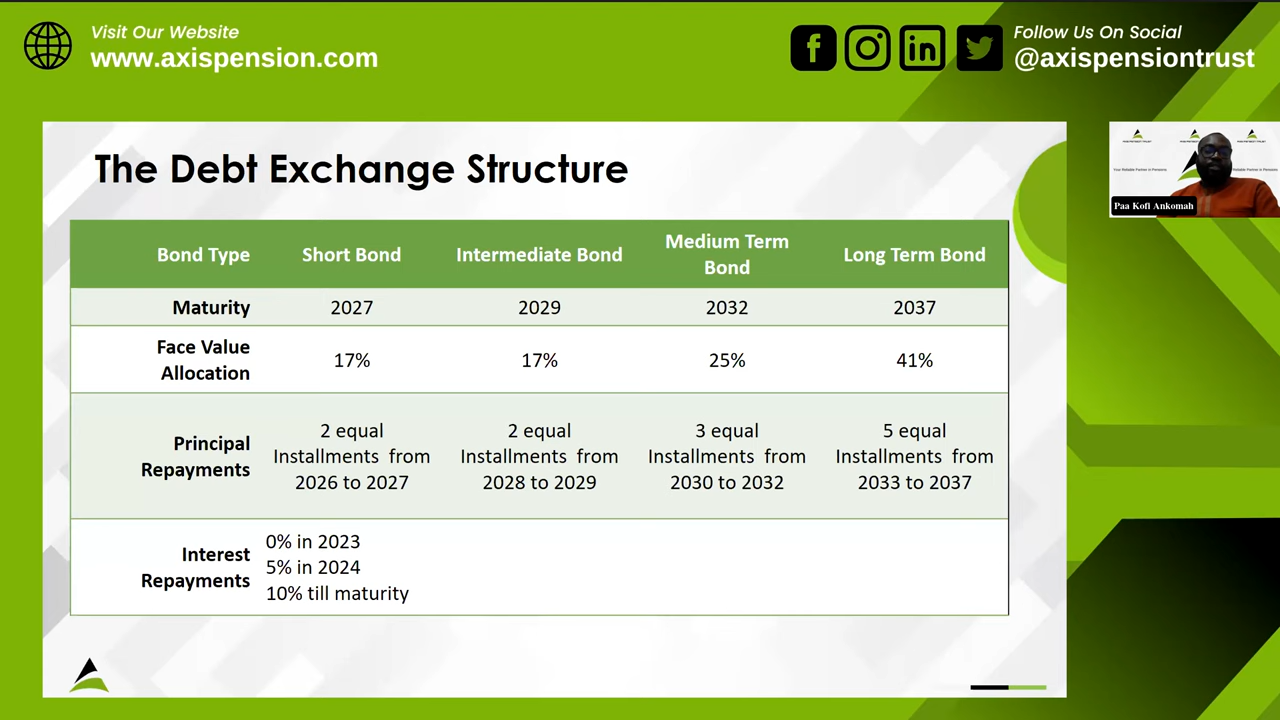 Visit Our Website
www.axispension.com
Follow Us On Social
@axispensiontrust
The Debt Exchange Structure
Bond Type
Short Bond
Intermediate Bond
Medium Term
Bond
Long Term Bond
Maturity
2027
2029
2032
2037
Face Value
Allocation
17%
17%
25%
41%
Principal
Repayments
2 equal
Installments from
2026 to 2027
2 equal
Installments from
2028 to 2029
3 equal
Installments from
2030 to 2032
5 equal
Installments from
2033 to 2037
Interest
Repayments
0% in 2023
5% in 2024
10% till maturity
Paa Kofi Ankomah